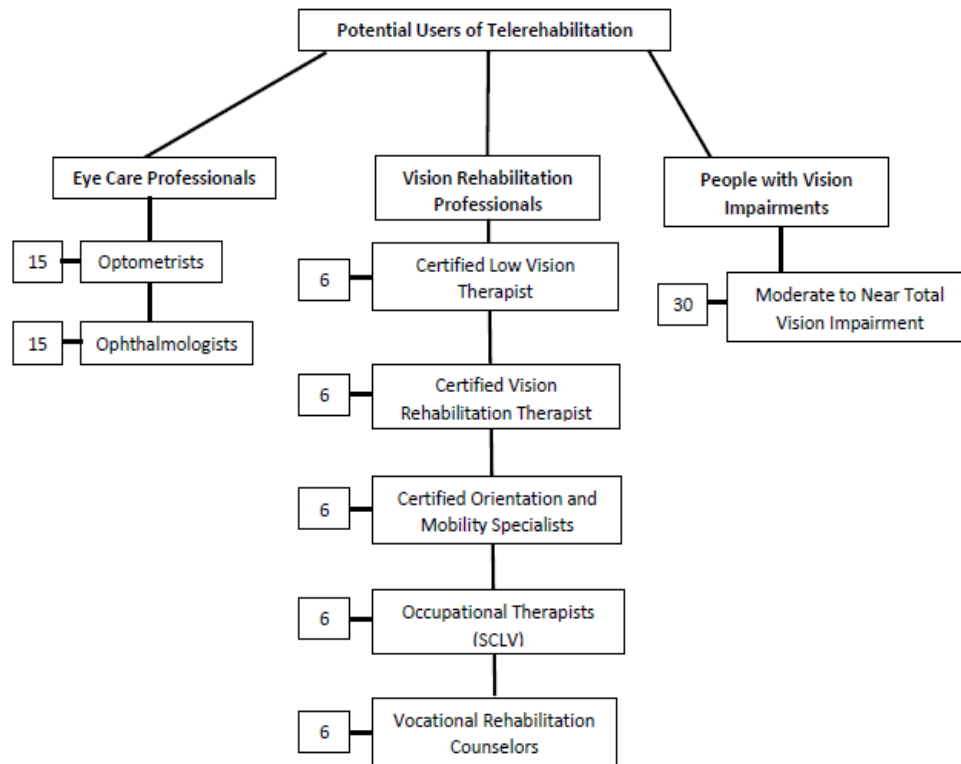 Potential Users of Telerehabilitation
Eye Care Professionals
15
Optometrists
15
Ophthalmologists
Vision Rehabilitation
Professionals
6
Certified Low Vision
Therapist
6
Certified Vision
Rehabilitation Therapist
6
Certified Orientation and
Mobility Specialists
6
Occupational Therapists
(SCLV)
6
Vocational Rehabilitation
Counselors
People with Vision
Impairments
30
Moderate to Near Total
Vision Impairment